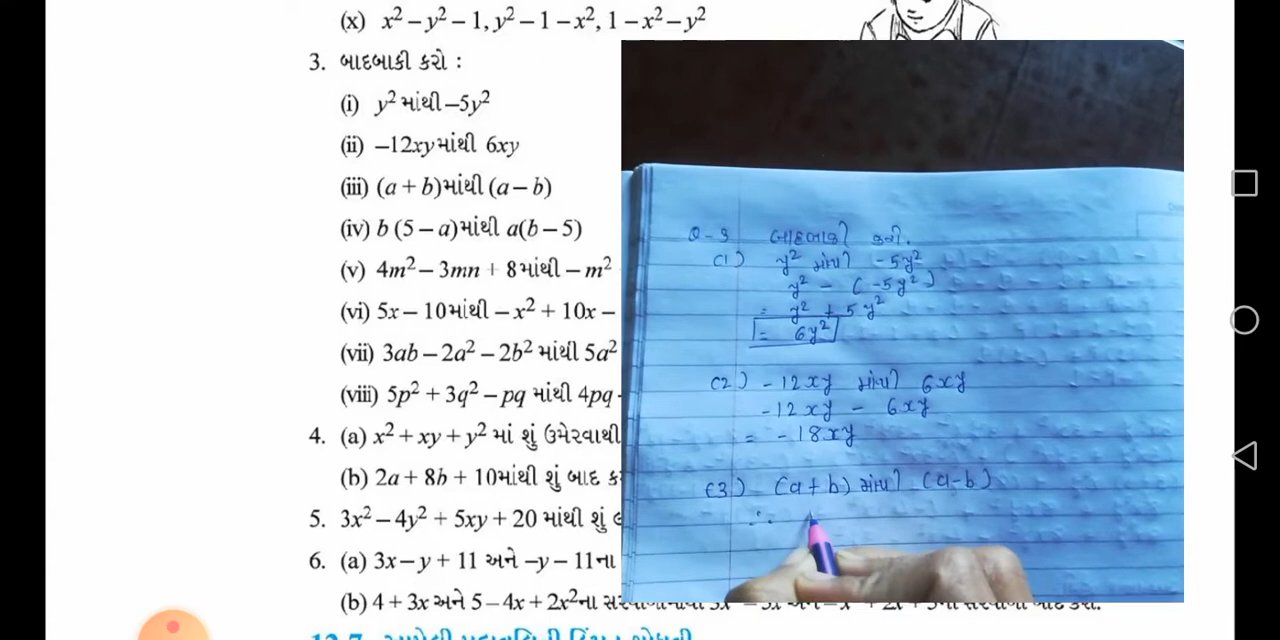 (x) x² – y² – 1, y² – 1 – x², 1 – x² – y²
3. બાદબાકી કરો :
(i) y² માંથી –5y²
(ii) –12xy માંથી 6xy
(iii) (a + b) માંથી (a – b)
(iv) b (5 – a) માંથી a(b – 5)
(v) 4m² – 3mn + 8 માંથી – m²
(vi) 5x – 10 માંથી – x² + 10x –
(vii) 3ab – 2a² – 2b² માંથી 5a²
(viii) 5p² + 3q² – pq માંથી 4pq
4. (a) x² + xy + y² માં શું ઉમેરવાથી
(b) 2a + 8b + 10 માંથી શું બાદ
5. 3x² – 4y² + 5xy + 20 માંથી શું
6. (a) 3x – y + 11 અને –y – 11ના
(b) 4 + 3x અને 5 – 4x + 2x²ના
Q-3 બાદબાકી કરો.
(1) y² માંથી -5y²
y² - (-5y²)
= y² + 5y²
= 6y²
(2) -12xy માંથી 6xy
-12xy - 6xy
= -18xy
(3) (a+b) માંથી (a-b)
∴